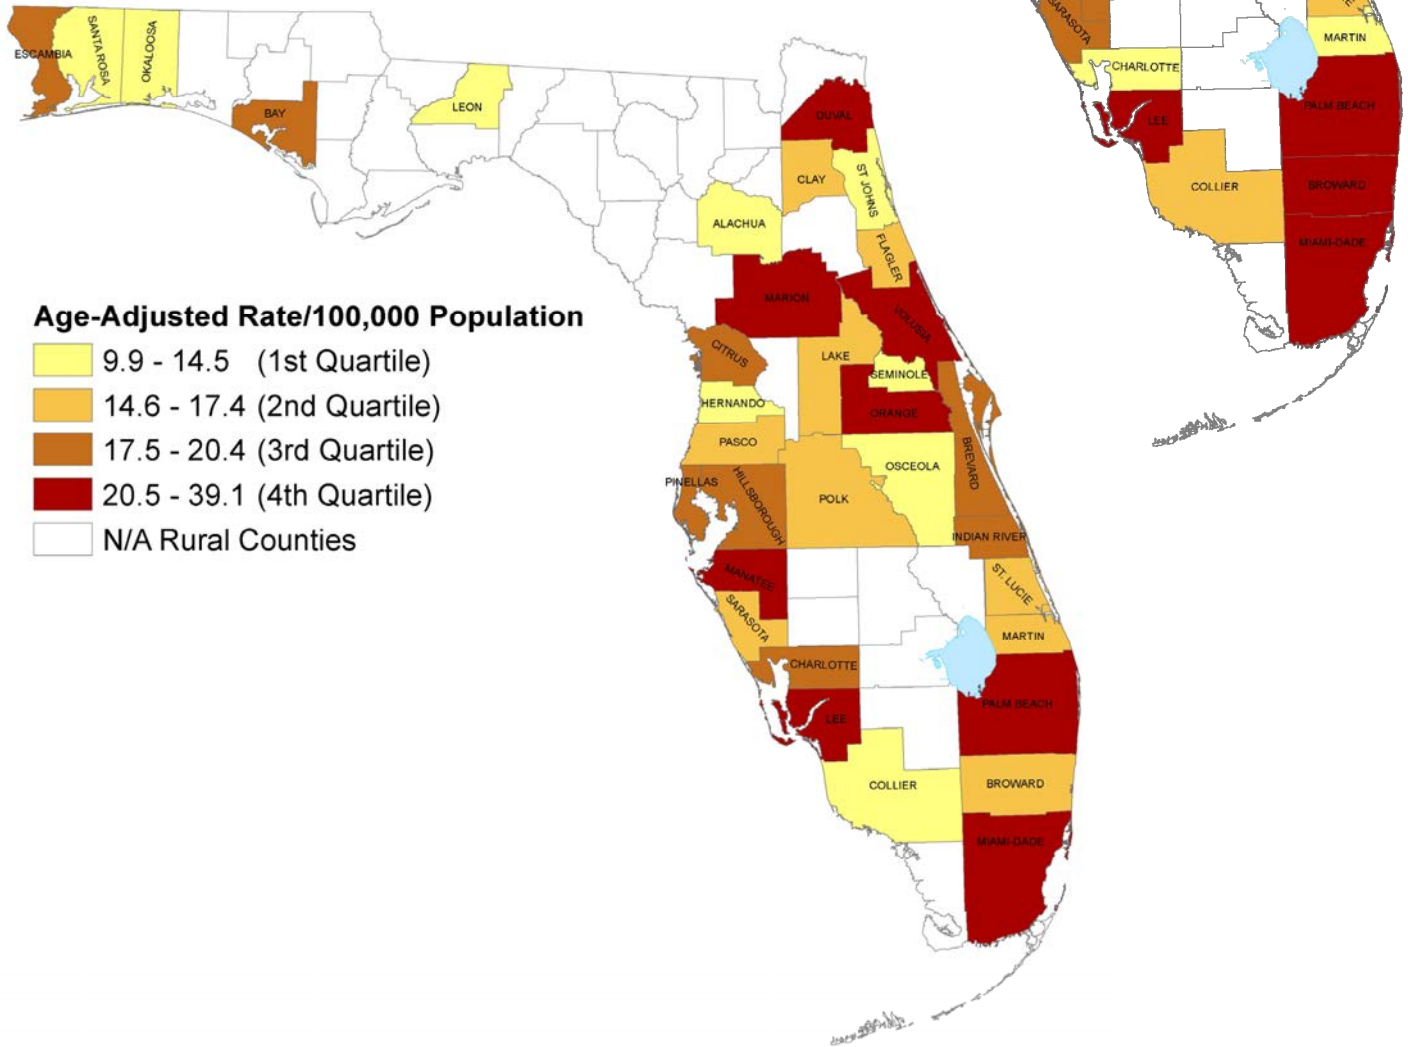 SARASOTA
MARTIN
CHARLOTTE
PALM BEACH
LEE
COLLIER
BROWARD
MIAMI-DADE
ESCAMBIA
SANTA ROSA
OKALOOSA
BAY
LEON
DUVAL
CLAY
ST JOHNS
ALACHUA
FLAGLER
MARION
VOLUSIA
Age-Adjusted Rate/100,000 Population
9.9 - 14.5 (1st Quartile)
14.6 - 17.4 (2nd Quartile)
17.5 - 20.4 (3rd Quartile)
20.5 - 39.1 (4th Quartile)
N/A Rural Counties
CITRUS
LAKE
SEMINOLE
HERNANDO
ORANGE
PASCO
BREVARD
OSCEOLA
PINELLAS
HILLSBOROUGH
POLK
INDIAN RIVER
MANATEE
ST. LUCIE
SARASOTA
MARTIN
CHARLOTTE
PALM BEACH
LEE
COLLIER
BROWARD
MIAMI-DADE